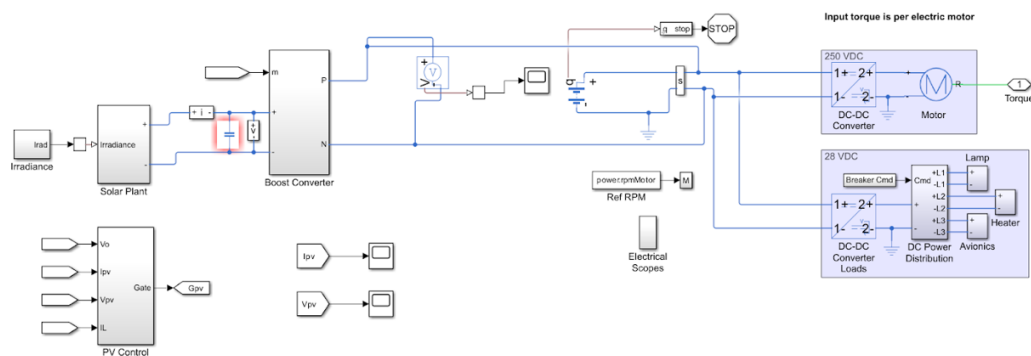 Input torque is per electric motor
g stop
STOP
250 VDC
1+ 2+
1- 2-
DC-DC
Converter
M
R
Motor
1
Torque
m
P
N
+
-
Boost Converter
+ i -
+ V -
Irad
Irradiance
Irradiance
+
-
Solar Plant
V
V
q
+
-
s
power.rpmMotor
M
Ref RPM
Electrical
Scopes
28 VDC
Breaker Cmd
Cmd
+L1
-L1
+L2
-L2
+L3
-L3
DC Power
Distribution
Lamp
+
-
Heater
+
-
Avionics
+
-
1+ 2+
1- 2-
+
-
DC-DC
Converter
Loads
Vo
Ipv
Vpv
IL
Gate
Gpv
PV Control
Ipv
Vpv